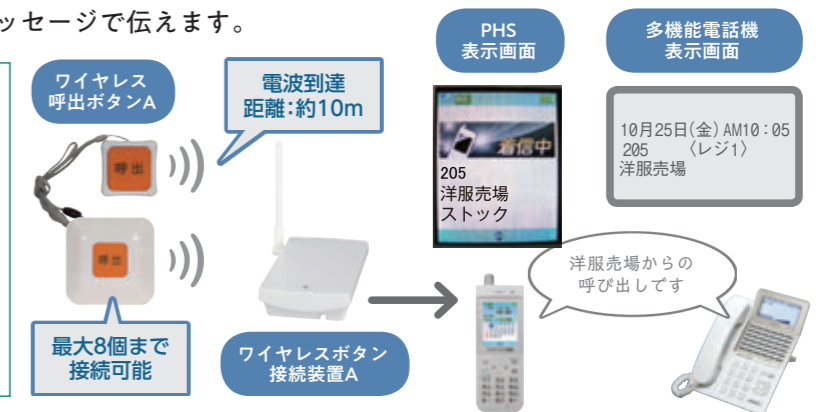 ッセージで伝えます。
PHS
表示画面
多機能電話機
表示画面
ワイヤレス
呼出ボタンA
電波到達
距離:約10m
呼出
呼出
着信中
205
洋服売場
ストック
10月25日(金)AM10:05
205 〈レジ1〉
洋服売場
洋服売場からの
呼び出しです
最大8個まで
接続可能
ワイヤレスボタン
接続装置A